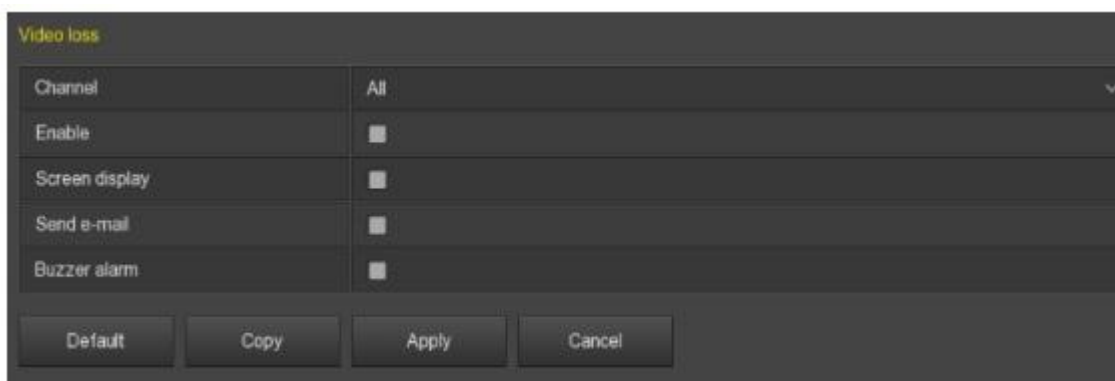 Video loss
Channel All
Enable
Screen display
Send e-mail
Buzzer alarm
Default Copy Apply Cancel